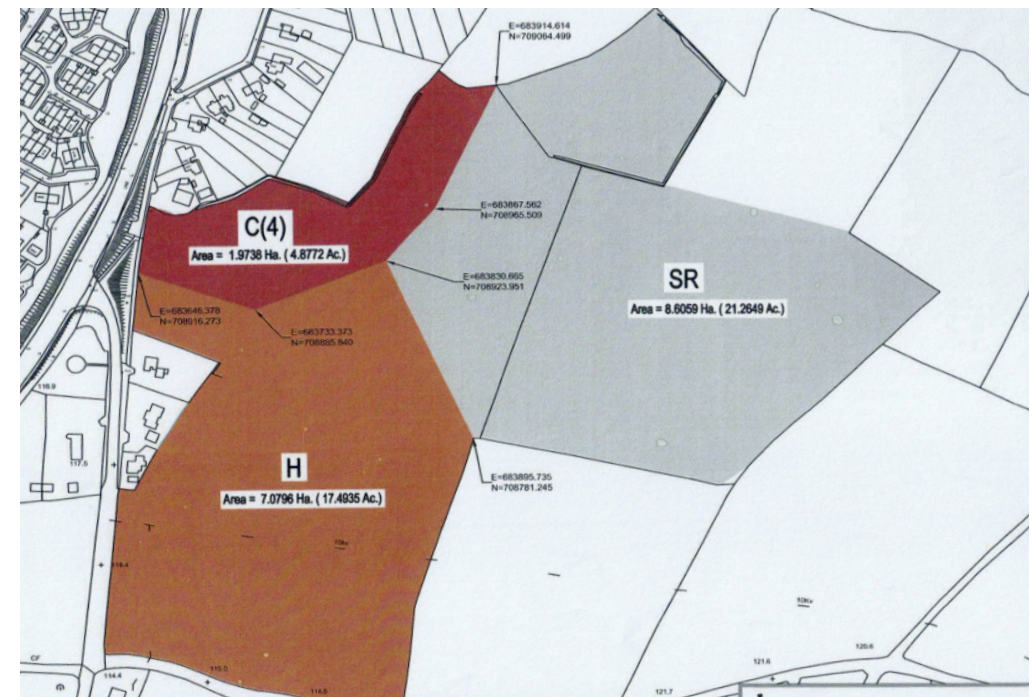 E=683914.614
N=709064.499
E=683867.562
N=708965.509
C(4)
Area = 1.9738 Ha. ( 4.8772 Ac.)
E=683830.665
N=708923.951
SR
Area = 8.6059 Ha. ( 21.2649 Ac.)
E=683646.378
N=708916.273
E=683733.373
N=708885.840
116.9
117.5
H
Area = 7.0796 Ha. ( 17.4935 Ac.)
E=683895.735
N=708781.245
10kv
118.4
10Kv
CF
114.4
115.0
114.5
120.6
121.6
121.7